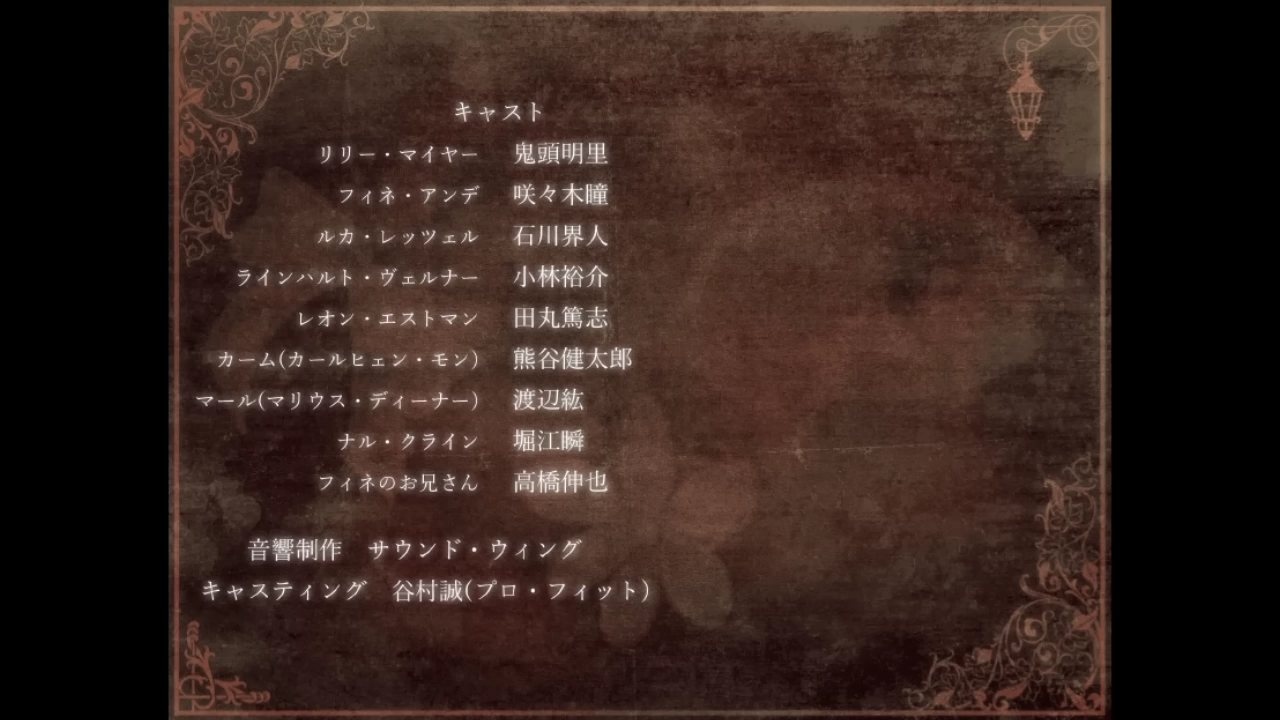 キャスト
リリー・マイヤー　鬼頭明里
フィネ・アンデ　咲々木瞳
ルカ・レッツェル　石川界人
ラインハルト・ヴェルナー　小林裕介
レオン・エストマン　田丸篤志
カーム(カールヒェン・モン)　熊谷健太郎
マール(マリウス・ディーナー)　渡辺紘
ナル・クライン　堀江瞬
フィネのお兄さん　高橋伸也
音響制作　サウンド・ウィング
キャスティング　谷村誠(プロ・フィット)